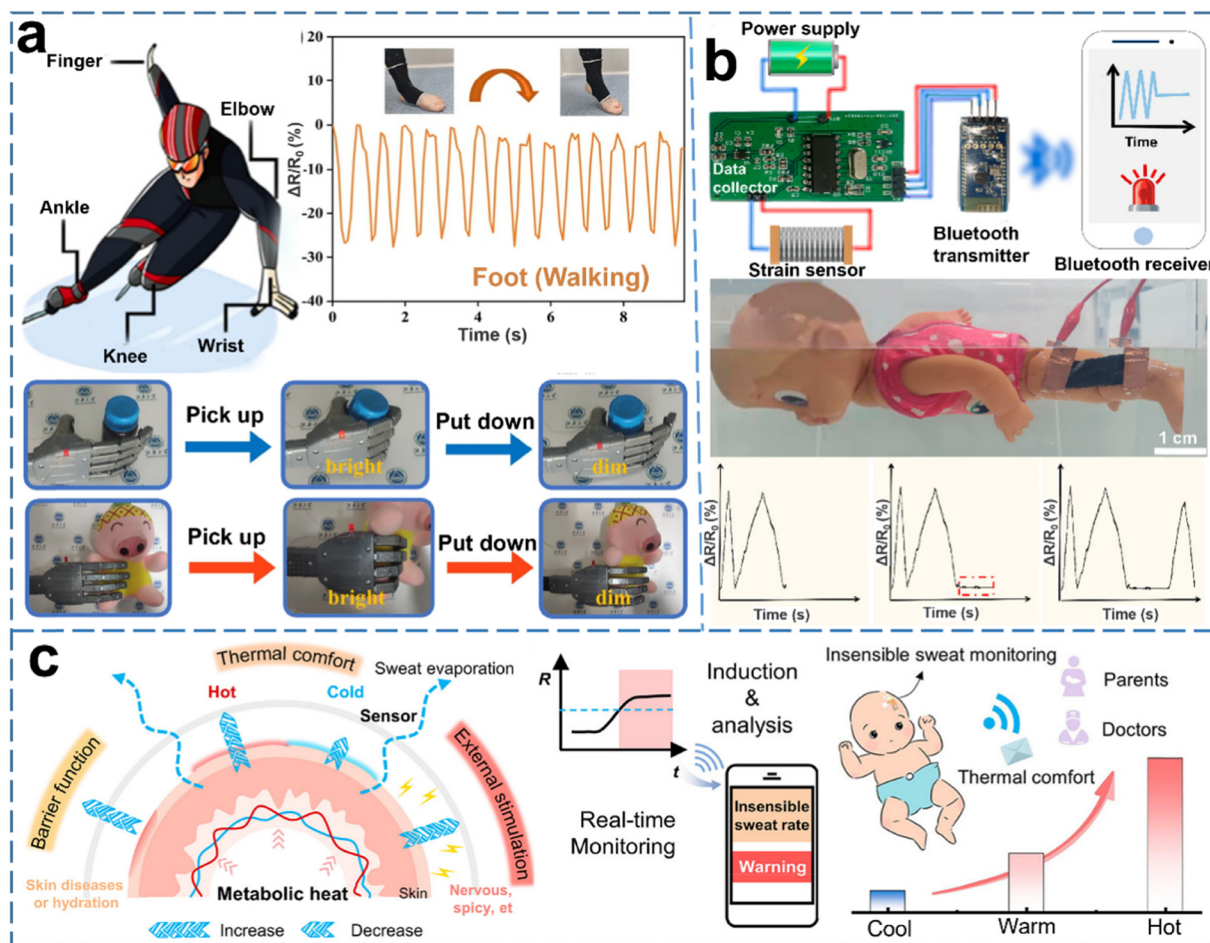 a
Finger
Elbow
Ankle
Knee
Wrist
ΔR/R₀ (%)
20
10
0
-10
-20
-30
-40
0
2
4
6
8
Foot (Walking)
Time (s)
Pick up
Put down
bright
dim
Pick up
Put down
bright
dim
b
Power supply
Data
collector
Strain sensor
Bluetooth
transmitter
Time
Bluetooth receiver
1 cm
ΔR/R₀ (%)
Time (s)
ΔR/R₀ (%)
Time (s)
ΔR/R₀ (%)
Time (s)
c
Thermal comfort
Sweat evaporation
Hot
Cold
Sensor
Barrier function
External stimulation
Skin diseases
or hydration
Metabolic heat
Skin
Nervous,
spicy, et
Increase
Decrease
R
t
Induction
&
analysis
Real-time
Monitoring
Insensible
sweat rate
Warning
Insensible sweat monitoring
Parents
Doctors
Thermal comfort
Cool
Warm
Hot